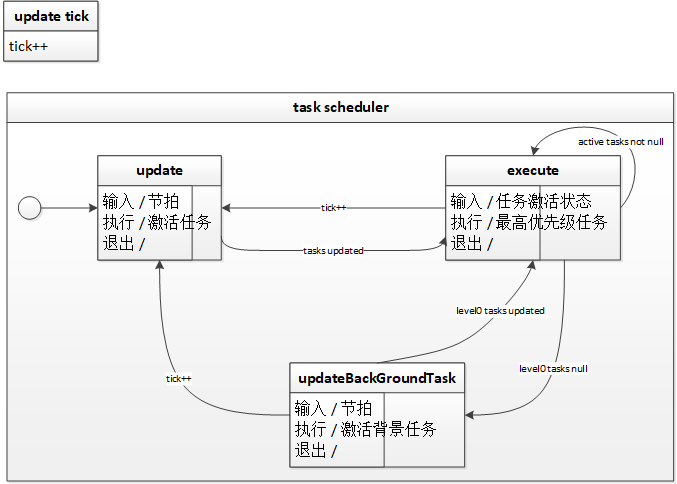 update tick
tick++
task scheduler
active tasks not null
update
输入 / 节拍
执行 / 激活任务
退出 /
execute
输入 / 任务激活状态
执行 / 最高优先级任务
退出 /
tick++
tasks updated
level0 tasks updated
level0 tasks null
tick++
updateBackGroundTask
输入 / 节拍
执行 / 激活背景任务
退出 /